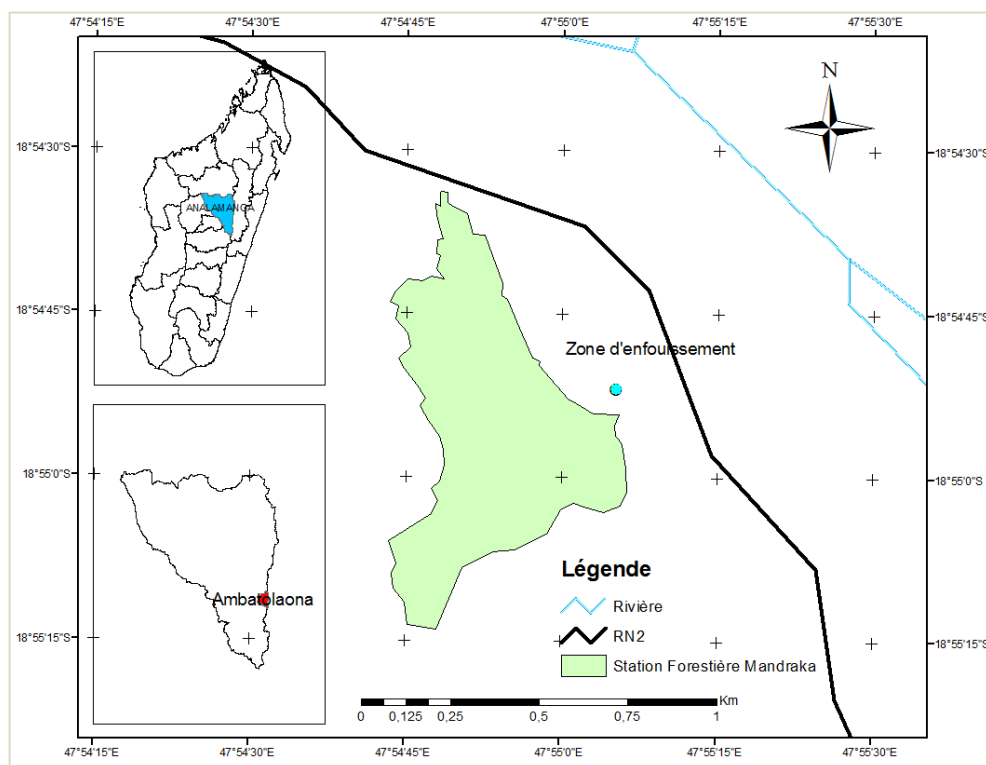 47°54'15"E 47°54'30"E 47°54'45"E 47°55'0"E 47°55'15"E 47°55'30"E
N
18°54'30"S 18°54'30"S
ANALAMANGA
18°54'45"S 18°54'45"S
Zone d'enfouissement
18°55'0"S 18°55'0"S
Légende
Ambatolaona
Rivière
RN2
18°55'15"S 18°55'15"S
Station Forestière Mandraka
Km
0 0,125 0,25 0,5 0,75 1
47°54'15"E 47°54'30"E 47°54'45"E 47°55'0"E 47°55'15"E 47°55'30"E